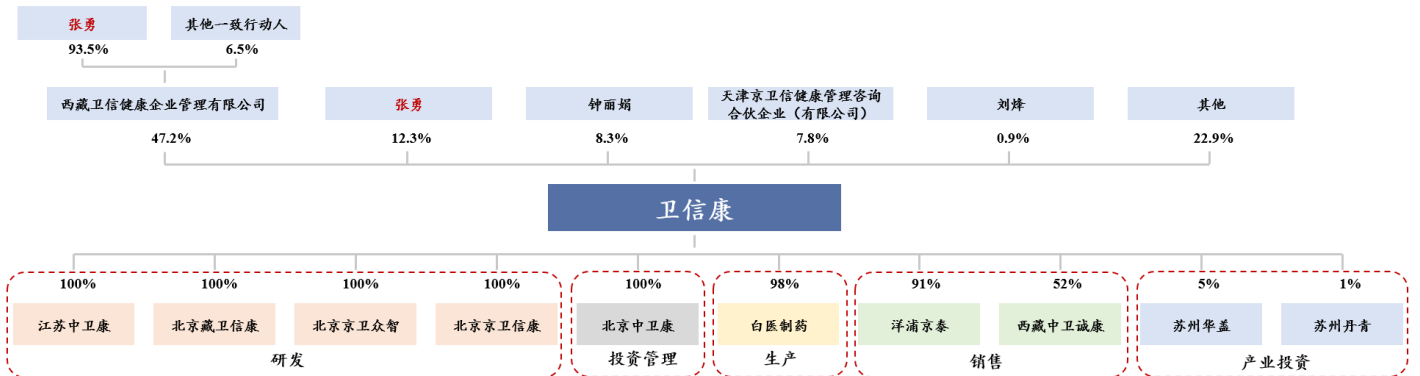 张勇 其他一致行动人
93.5% 6.5%
西藏卫信健康企业管理有限公司 张勇 钟丽娟 天津京卫信健康管理咨询
合伙企业（有限公司） 刘烽 其他
47.2% 12.3% 8.3% 7.8% 0.9% 22.9%
卫信康
100% 100% 100% 100% 100% 98% 91% 52% 5% 1%
江苏中卫康 北京藏卫信康 北京京卫众智 北京京卫信康 北京中卫康 白医制药 洋浦京泰 西藏中卫诚康 苏州华盖 苏州丹青
研发 投资管理 生产 销售 产业投资